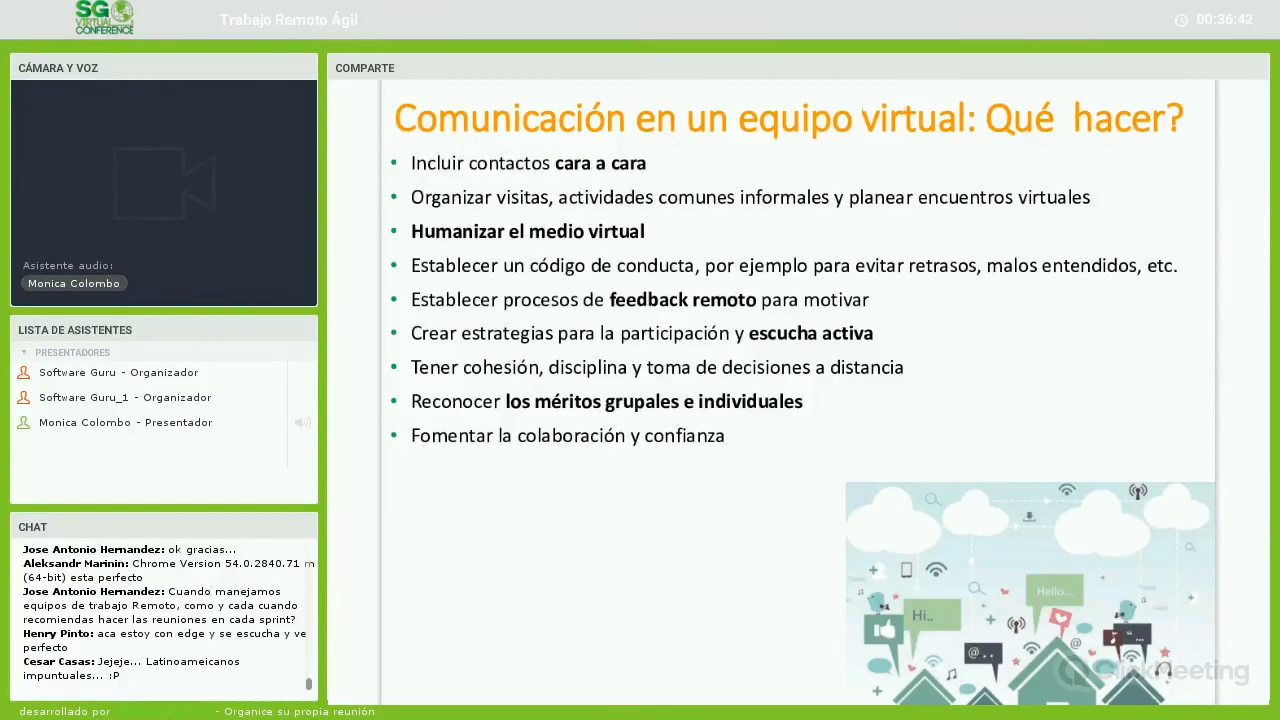 SG
VIRTUAL
CONFERENCE
Trabajo Remoto Ágil
00:36:42
CÁMARA Y VOZ
Asistente audio:
Monica Colombo
LISTA DE ASISTENTES
PRESENTADORES
Software Guru - Organizador
Software Guru_1 - Organizador
Monica Colombo - Presentador
CHAT
Jose Antonio Hernandez: ok gracias...
Aleksandr Marinin: Chrome Version 54.0.2840.71 m
(64-bit) esta perfecto
Jose Antonio Hernandez: Cuando manejamos
equipos de trabajo Remoto, como y cada cuando
recomiendas hacer las reuniones en cada sprint?
Henry Pinto: aca estoy con edge y se escucha y ve
perfecto
Cesar Casas: Jejeje... Latinoameicanos
impuntuales... :P
desarrollado por
- Organice su propia reunión
COMPARTE
Comunicación en un equipo virtual: Qué hacer?
• Incluir contactos cara a cara
• Organizar visitas, actividades comunes informales y planear encuentros virtuales
• Humanizar el medio virtual
• Establecer un código de conducta, por ejemplo para evitar retrasos, malos entendidos, etc.
• Establecer procesos de feedback remoto para motivar
• Crear estrategias para la participación y escucha activa
• Tener cohesión, disciplina y toma de decisiones a distancia
• Reconocer los méritos grupales e individuales
• Fomentar la colaboración y confianza
Hello...
Hi..
@...
ClickMeeting